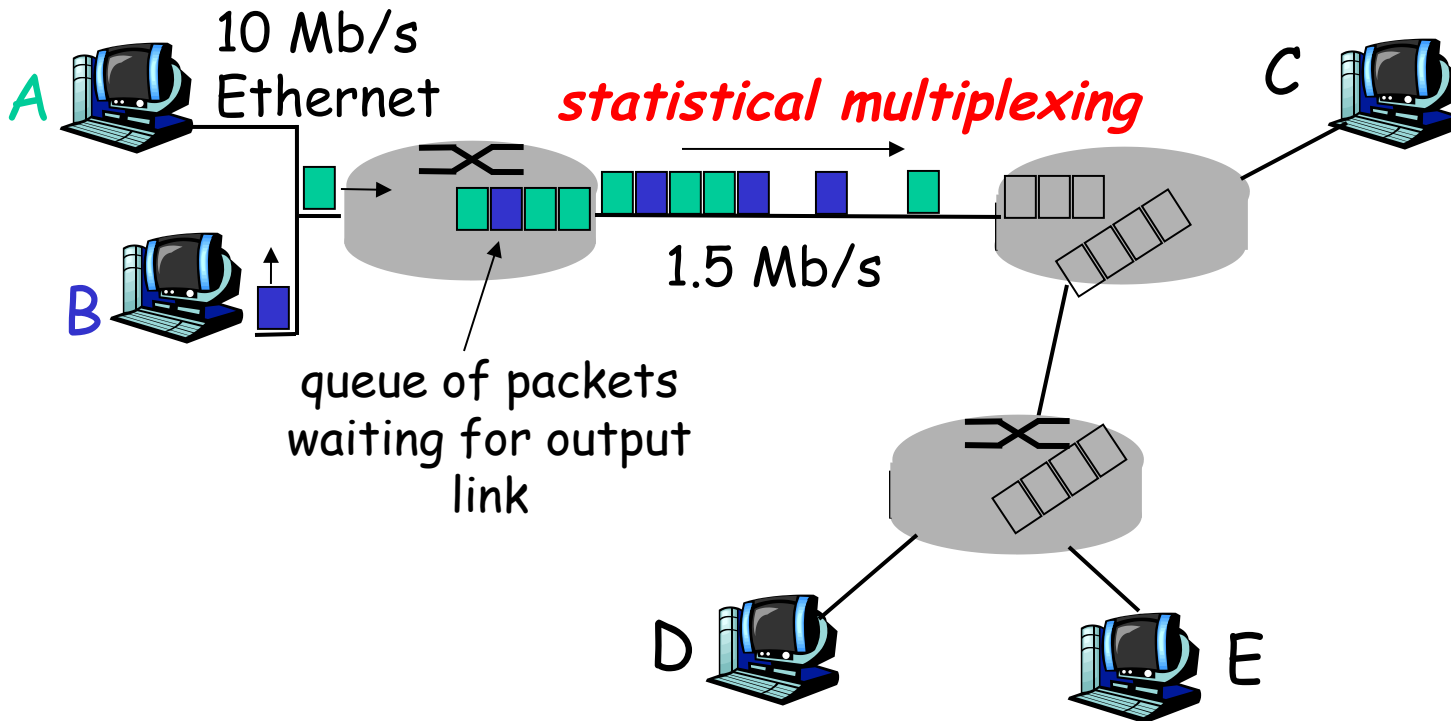 A
10 Mb/s
Ethernet
statistical multiplexing
C
B
1.5 Mb/s
queue of packets
waiting for output
link
D
E